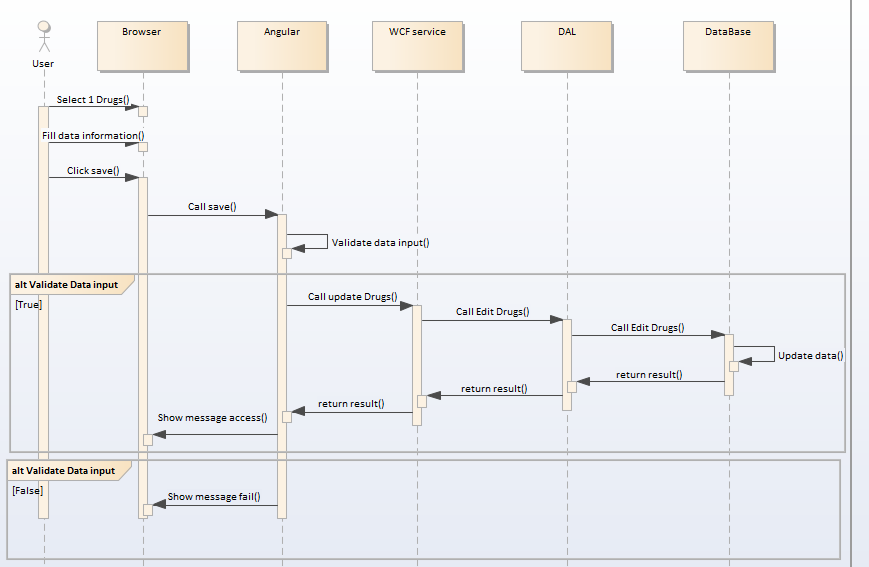 User
Browser
Angular
WCF service
DAL
DataBase
Select 1 Drugs()
Fill data information()
Click save()
Call save()
Validate data input()
alt Validate Data input
[True]
Call update Drugs()
Call Edit Drugs()
Call Edit Drugs()
Update data()
return result()
return result()
return result()
Show message access()
alt Validate Data input
[False]
Show message fail()